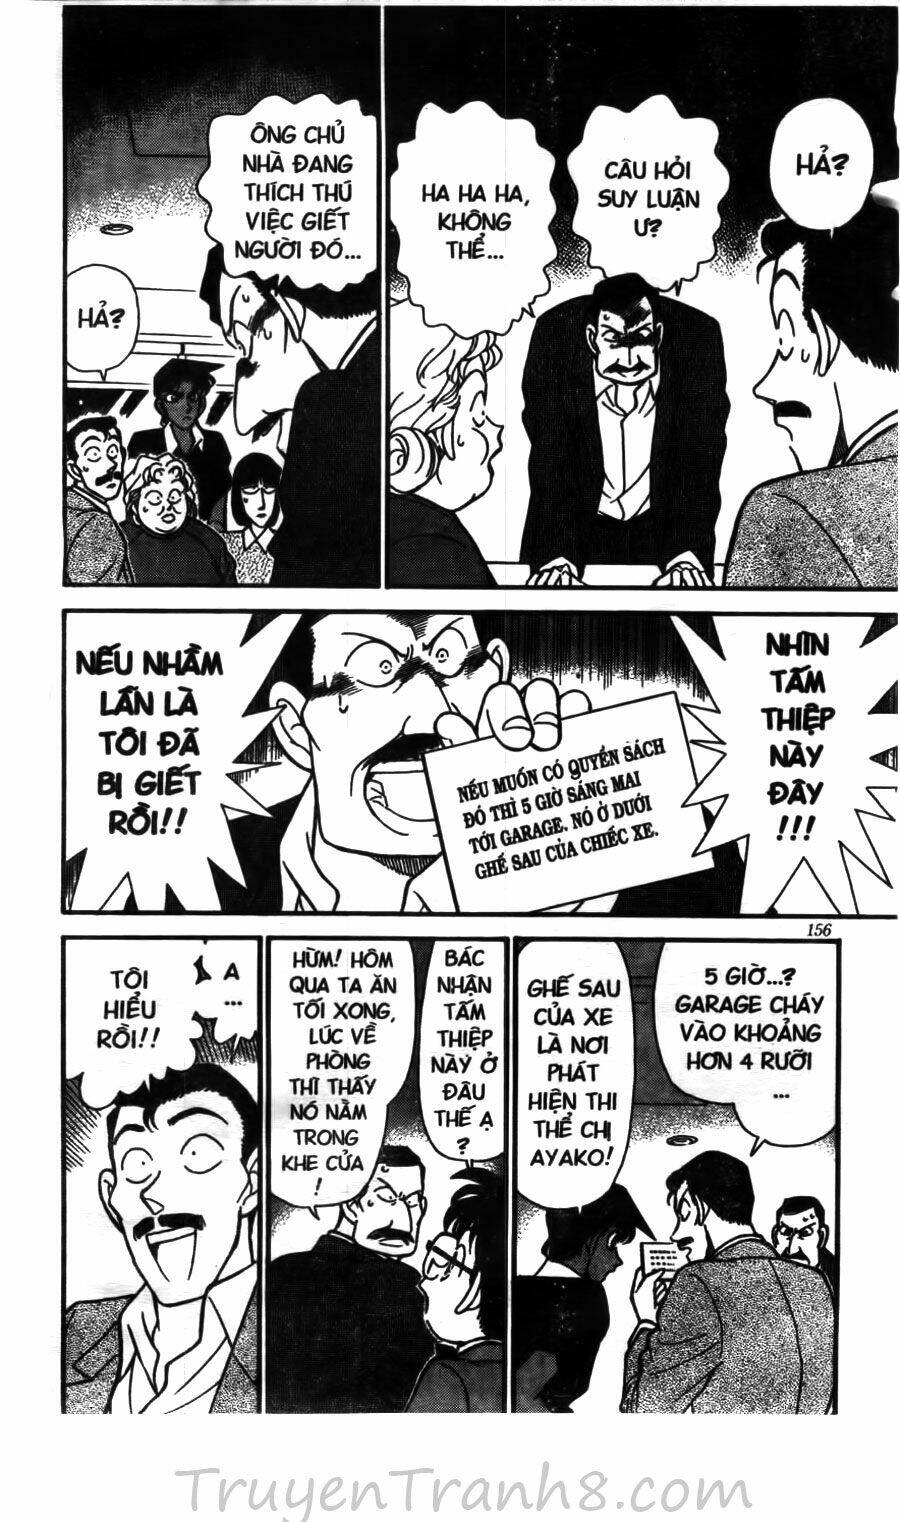 HẢ?
CÂU HỎI
SUY LUẬN
Ư?
HA HA HA,
KHÔNG
THỂ...
ÔNG CHỦ
NHÀ ĐANG
THÍCH THÚ
VIỆC GIẾT
NGƯỜI ĐÓ...
HẢ?
NHÌN
TẤM
THIỆP
NÀY
ĐÂY
!!!
NẾU MUỐN CÓ QUYỂN SÁCH
ĐÓ THÌ 5 GIỜ SÁNG MAI
TỚI GARAGE. NÓ Ở DƯỚI
GHẾ SAU CỦA CHIẾC XE.
NẾU NHẦM
LẪN LÀ
TÔI ĐÃ
BỊ GIẾT
RỒI!!
156
5 GIỜ...?
GARAGE CHÁY
VÀO KHOẢNG
HƠN 4 RƯỠI
...
GHẾ SAU
CỦA XE
LÀ NƠI
PHÁT
HIỆN THI
THỂ CHỊ
AYAKO!
BÁC
NHẬN
TẤM
THIỆP
NÀY Ở
ĐÂU
THẾ Ạ
?
HỪM! HÔM
QUA TA ĂN
TỐI XONG,
LÚC VỀ
PHÒNG
THÌ THẤY
NÓ NẰM
TRONG
KHE CỬA
!
A
...
TÔI
HIỂU
RỒI!!
TruyenTranh8.com